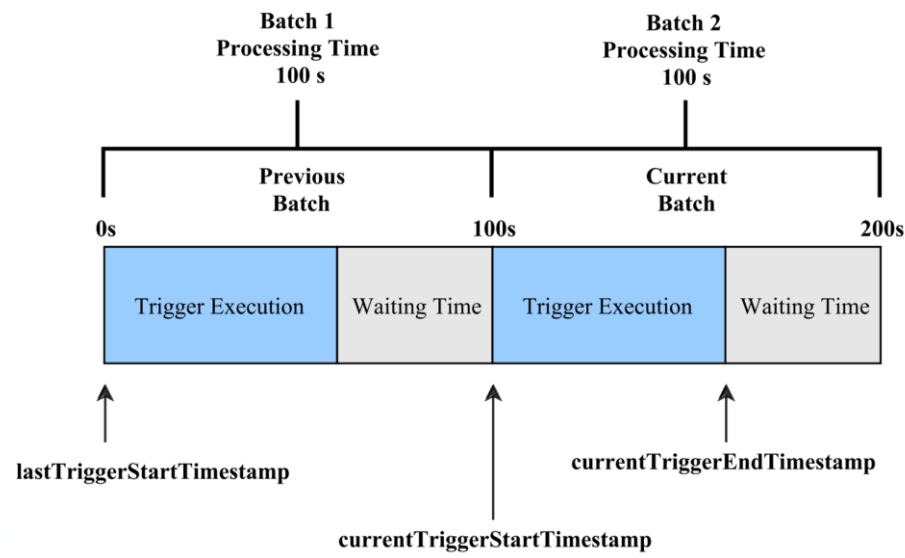 Batch 1
Processing Time
100 s
Batch 2
Processing Time
100 s
Previous
Batch
Current
Batch
0s
100s
200s
Trigger Execution
Waiting Time
Trigger Execution
Waiting Time
lastTriggerStartTimestamp
currentTriggerEndTimestamp
currentTriggerStartTimestamp